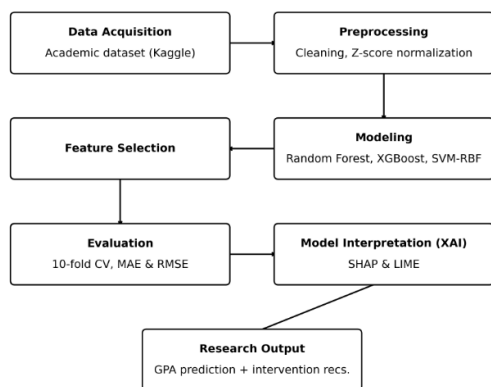 Data Acquisition
Academic dataset (Kaggle)
Preprocessing
Cleaning, Z-score normalization
Feature Selection
Modeling
Random Forest, XGBoost, SVM-RBF
Evaluation
10-fold CV, MAE & RMSE
Model Interpretation (XAI)
SHAP & LIME
Research Output
GPA prediction + intervention recs.